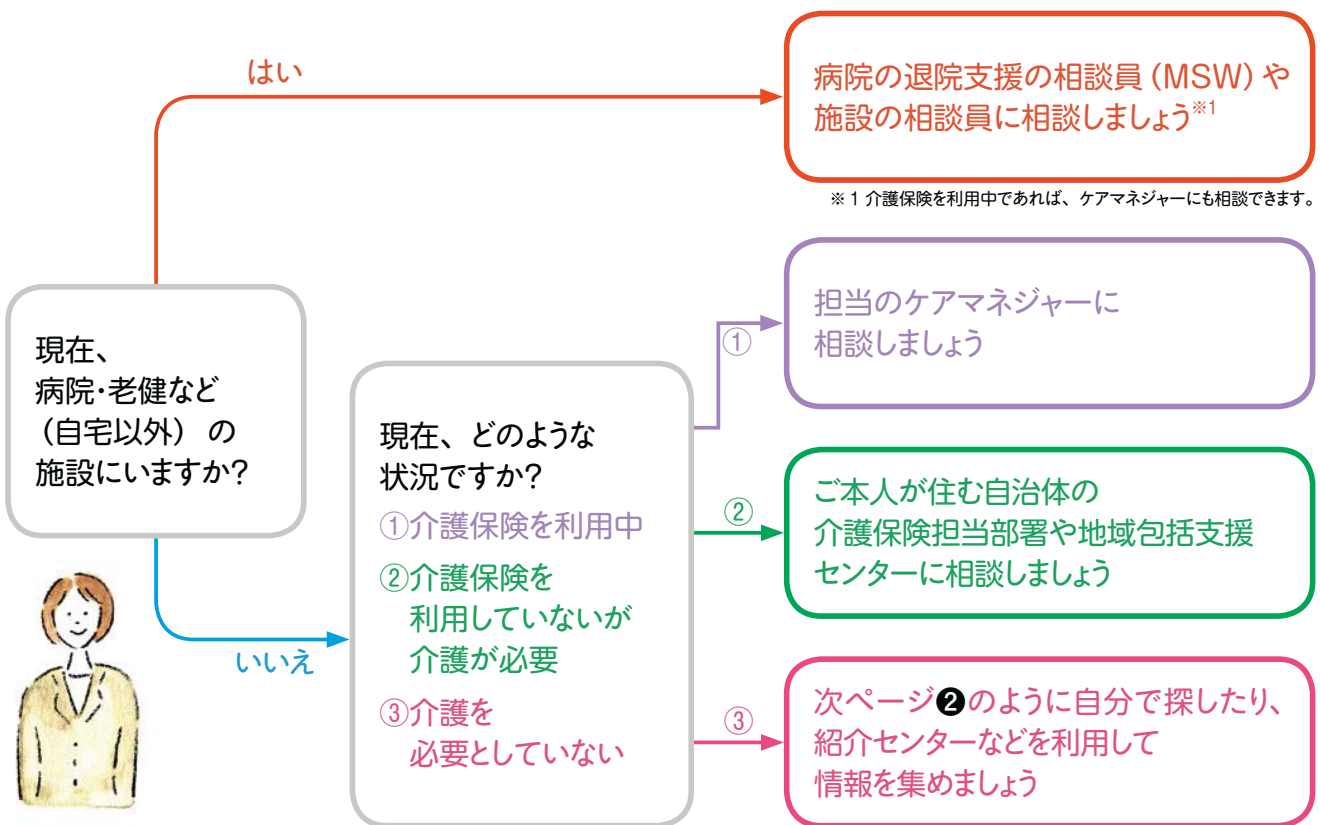 はい
病院の退院支援の相談員（MSW）や
施設の相談員に相談しましょう※1
※1 介護保険を利用中であれば、ケアマネジャーにも相談できます。
現在、
病院・老健など
（自宅以外）の
施設にいますか?
いいえ
現在、どのような
状況ですか?
①介護保険を利用中
②介護保険を
利用していないが
介護が必要
③介護を
必要としていない
①
担当のケアマネジャーに
相談しましょう
②
ご本人が住む自治体の
介護保険担当部署や地域包括支援
センターに相談しましょう
③
次ページ❷のように自分で探したり、
紹介センターなどを利用して
情報を集めましょう